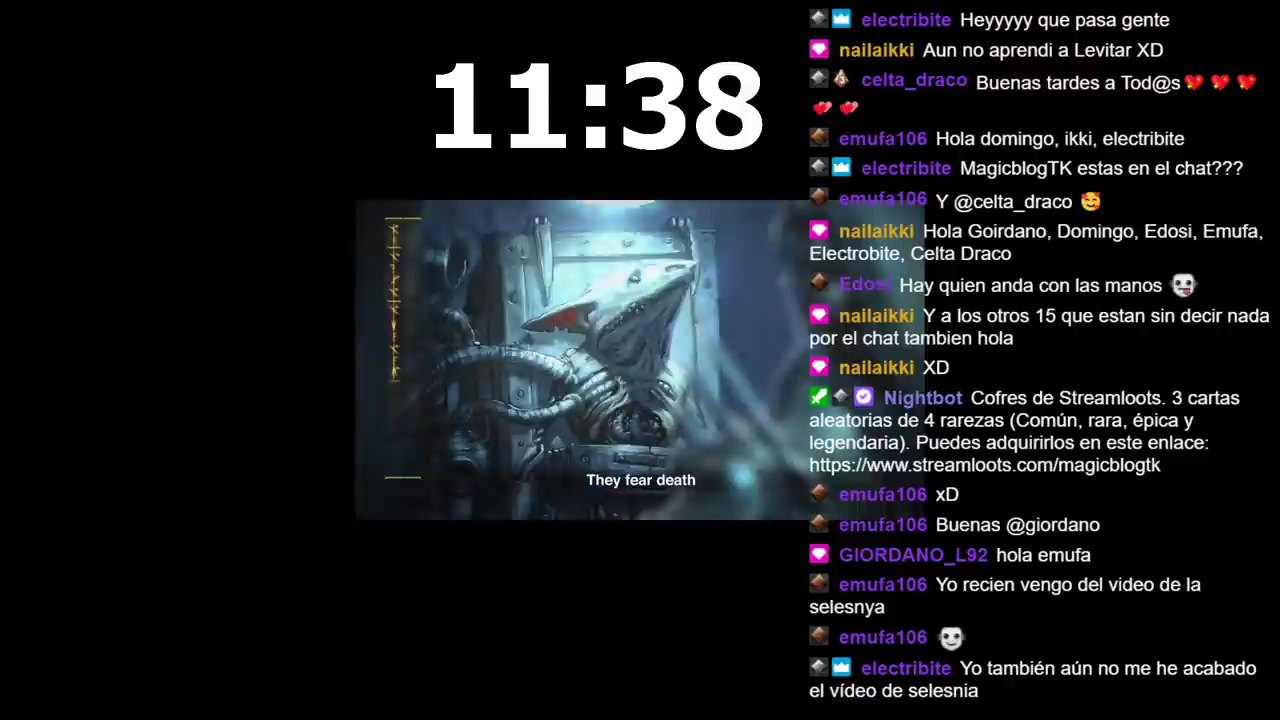 11:38
They fear death
electribite Heyyyyy que pasa gente
nailaikki Aun no aprendi a Levitar XD
celta_draco Buenas tardes a Tod@s💘 💘 💘
💕 💕
emufa106 Hola domingo, ikki, electribite
electribite MagicblogTK estas en el chat???
emufa106 Y @celta_draco 🥰
nailaikki Hola Goirdano, Domingo, Edosi, Emufa,
Electrobite, Celta Draco
Edosi Hay quien anda con las manos
nailaikki Y a los otros 15 que estan sin decir nada
por el chat tambien hola
nailaikki XD
Nightbot Cofres de Streamloots. 3 cartas
aleatorias de 4 rarezas (Común, rara, épica y
legendaria). Puedes adquirirlos en este enlace:
https://www.streamloots.com/magicblogtk
emufa106 xD
emufa106 Buenas @giordano
GIORDANO_L92 hola emufa
emufa106 Yo recien vengo del video de la
selesnya
emufa106
electribite Yo también aún no me he acabado
el vídeo de selesnia